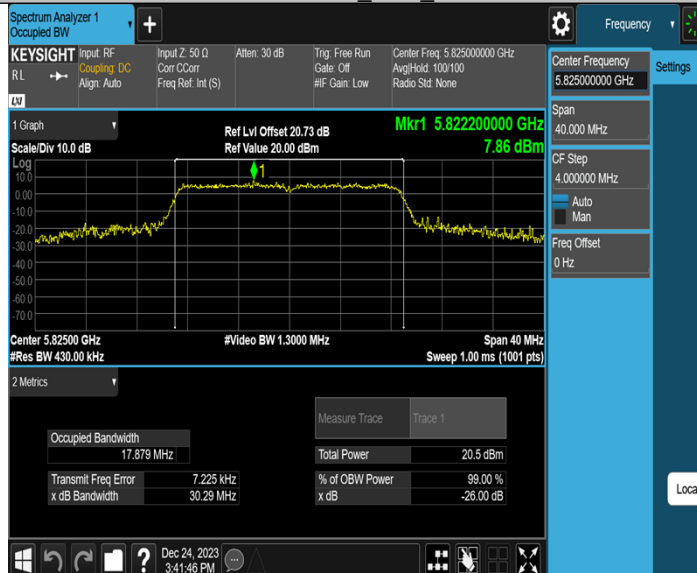 Spectrum Analyzer 1
Occupied BW
Frequency
KEYSIGHT
RL
LXI
Input: RF
Coupling: DC
Align: Auto
Input Z: 50 Ω
Corr CCorr
Freq Ref: Int (S)
Atten: 30 dB
Trig: Free Run
Gate: Off
#IF Gain: Low
Center Freq: 5.825000000 GHz
Avg|Hold: 100/100
Radio Std: None
Center Frequency
5.825000000 GHz
Settings
Span
40.000 MHz
CF Step
4.000000 MHz
Auto
Man
Freq Offset
0 Hz
1 Graph
Scale/Div 10.0 dB
Ref Lvl Offset 20.73 dB
Ref Value 20.00 dBm
Mkr1 5.822200000 GHz
7.86 dBm
Log
10.0
0.00
-10.0
-20.0
-30.0
-40.0
-50.0
-60.0
-70.0
1
Center 5.82500 GHz
#Res BW 430.00 kHz
#Video BW 1.3000 MHz
Span 40 MHz
Sweep 1.00 ms (1001 pts)
2 Metrics
Measure Trace Trace 1
Occupied Bandwidth
17.879 MHz
Total Power 20.5 dBm
Transmit Freq Error 7.225 kHz
% of OBW Power 99.00 %
x dB Bandwidth 30.29 MHz
x dB -26.00 dB
Loca
?
Dec 24, 2023
3:41:46 PM